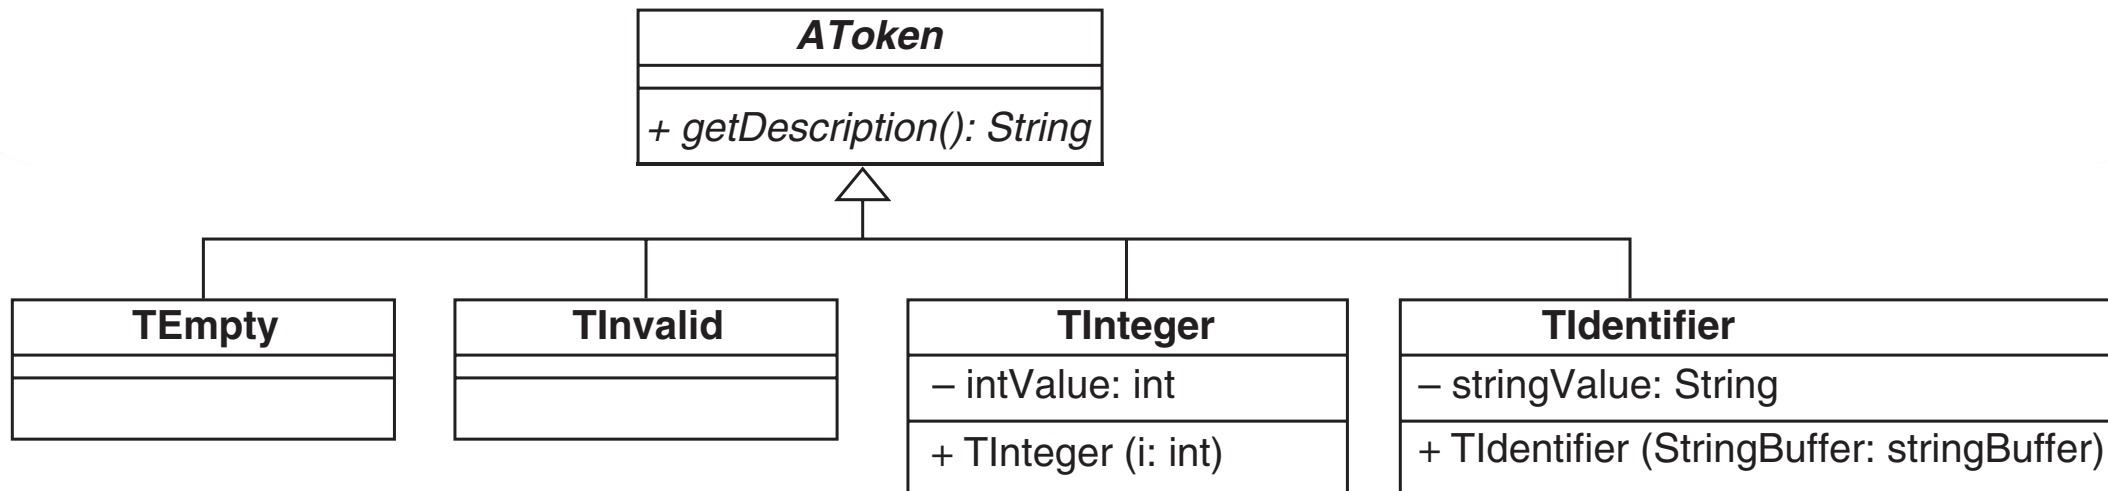 AToken
+ getDescription(): String
TEmpty
TInvalid
TInteger
– intValue: int
+ TInteger (i: int)
TIdentifier
– stringValue: String
+ TIdentifier (StringBuffer: stringBuffer)